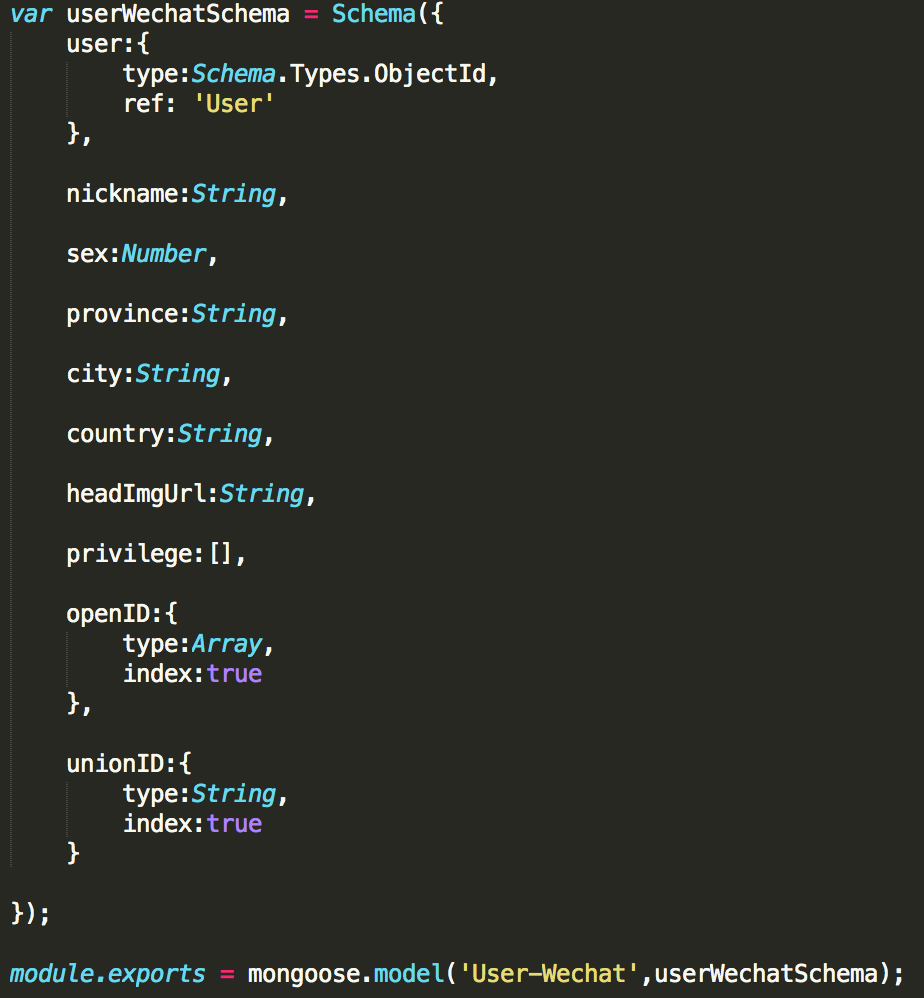 var userWechatSchema = Schema({
user:{
type:Schema.Types.ObjectId,
ref: 'User'
},
nickname:String,
sex:Number,
province:String,
city:String,
country:String,
headImgUrl:String,
privilege:[],
openID:{
type:Array,
index:true
},
unionID:{
type:String,
index:true
}
});
module.exports = mongoose.model('User-Wechat',userWechatSchema);